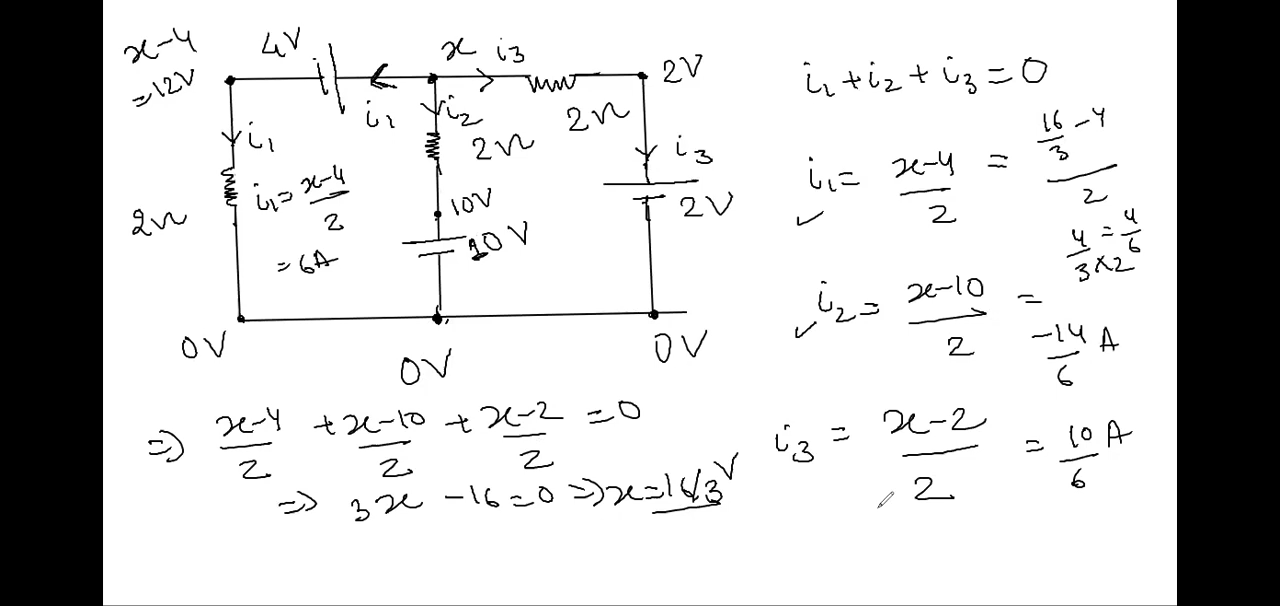 x-4
=12V
4V
x
i₃
2V
i₁
i₂
i₁
2Ω
2Ω
i₃
2Ω
i₁ = x-4/2
= 6A
10V
10V
2V
0V
0V
0V
i₁ + i₂ + i₃ = 0
i₁ = x-4/2 = 16/3 - 4/2
4/3×2 = 4/6
i₂ = x-10/2 = -14/6 A
i₃ = x-2/2 = 10/6 A
⇒ x-4/2 + x-10/2 + x-2/2 = 0
⇒ 3x - 16 = 0 ⇒ x = 16/3 V